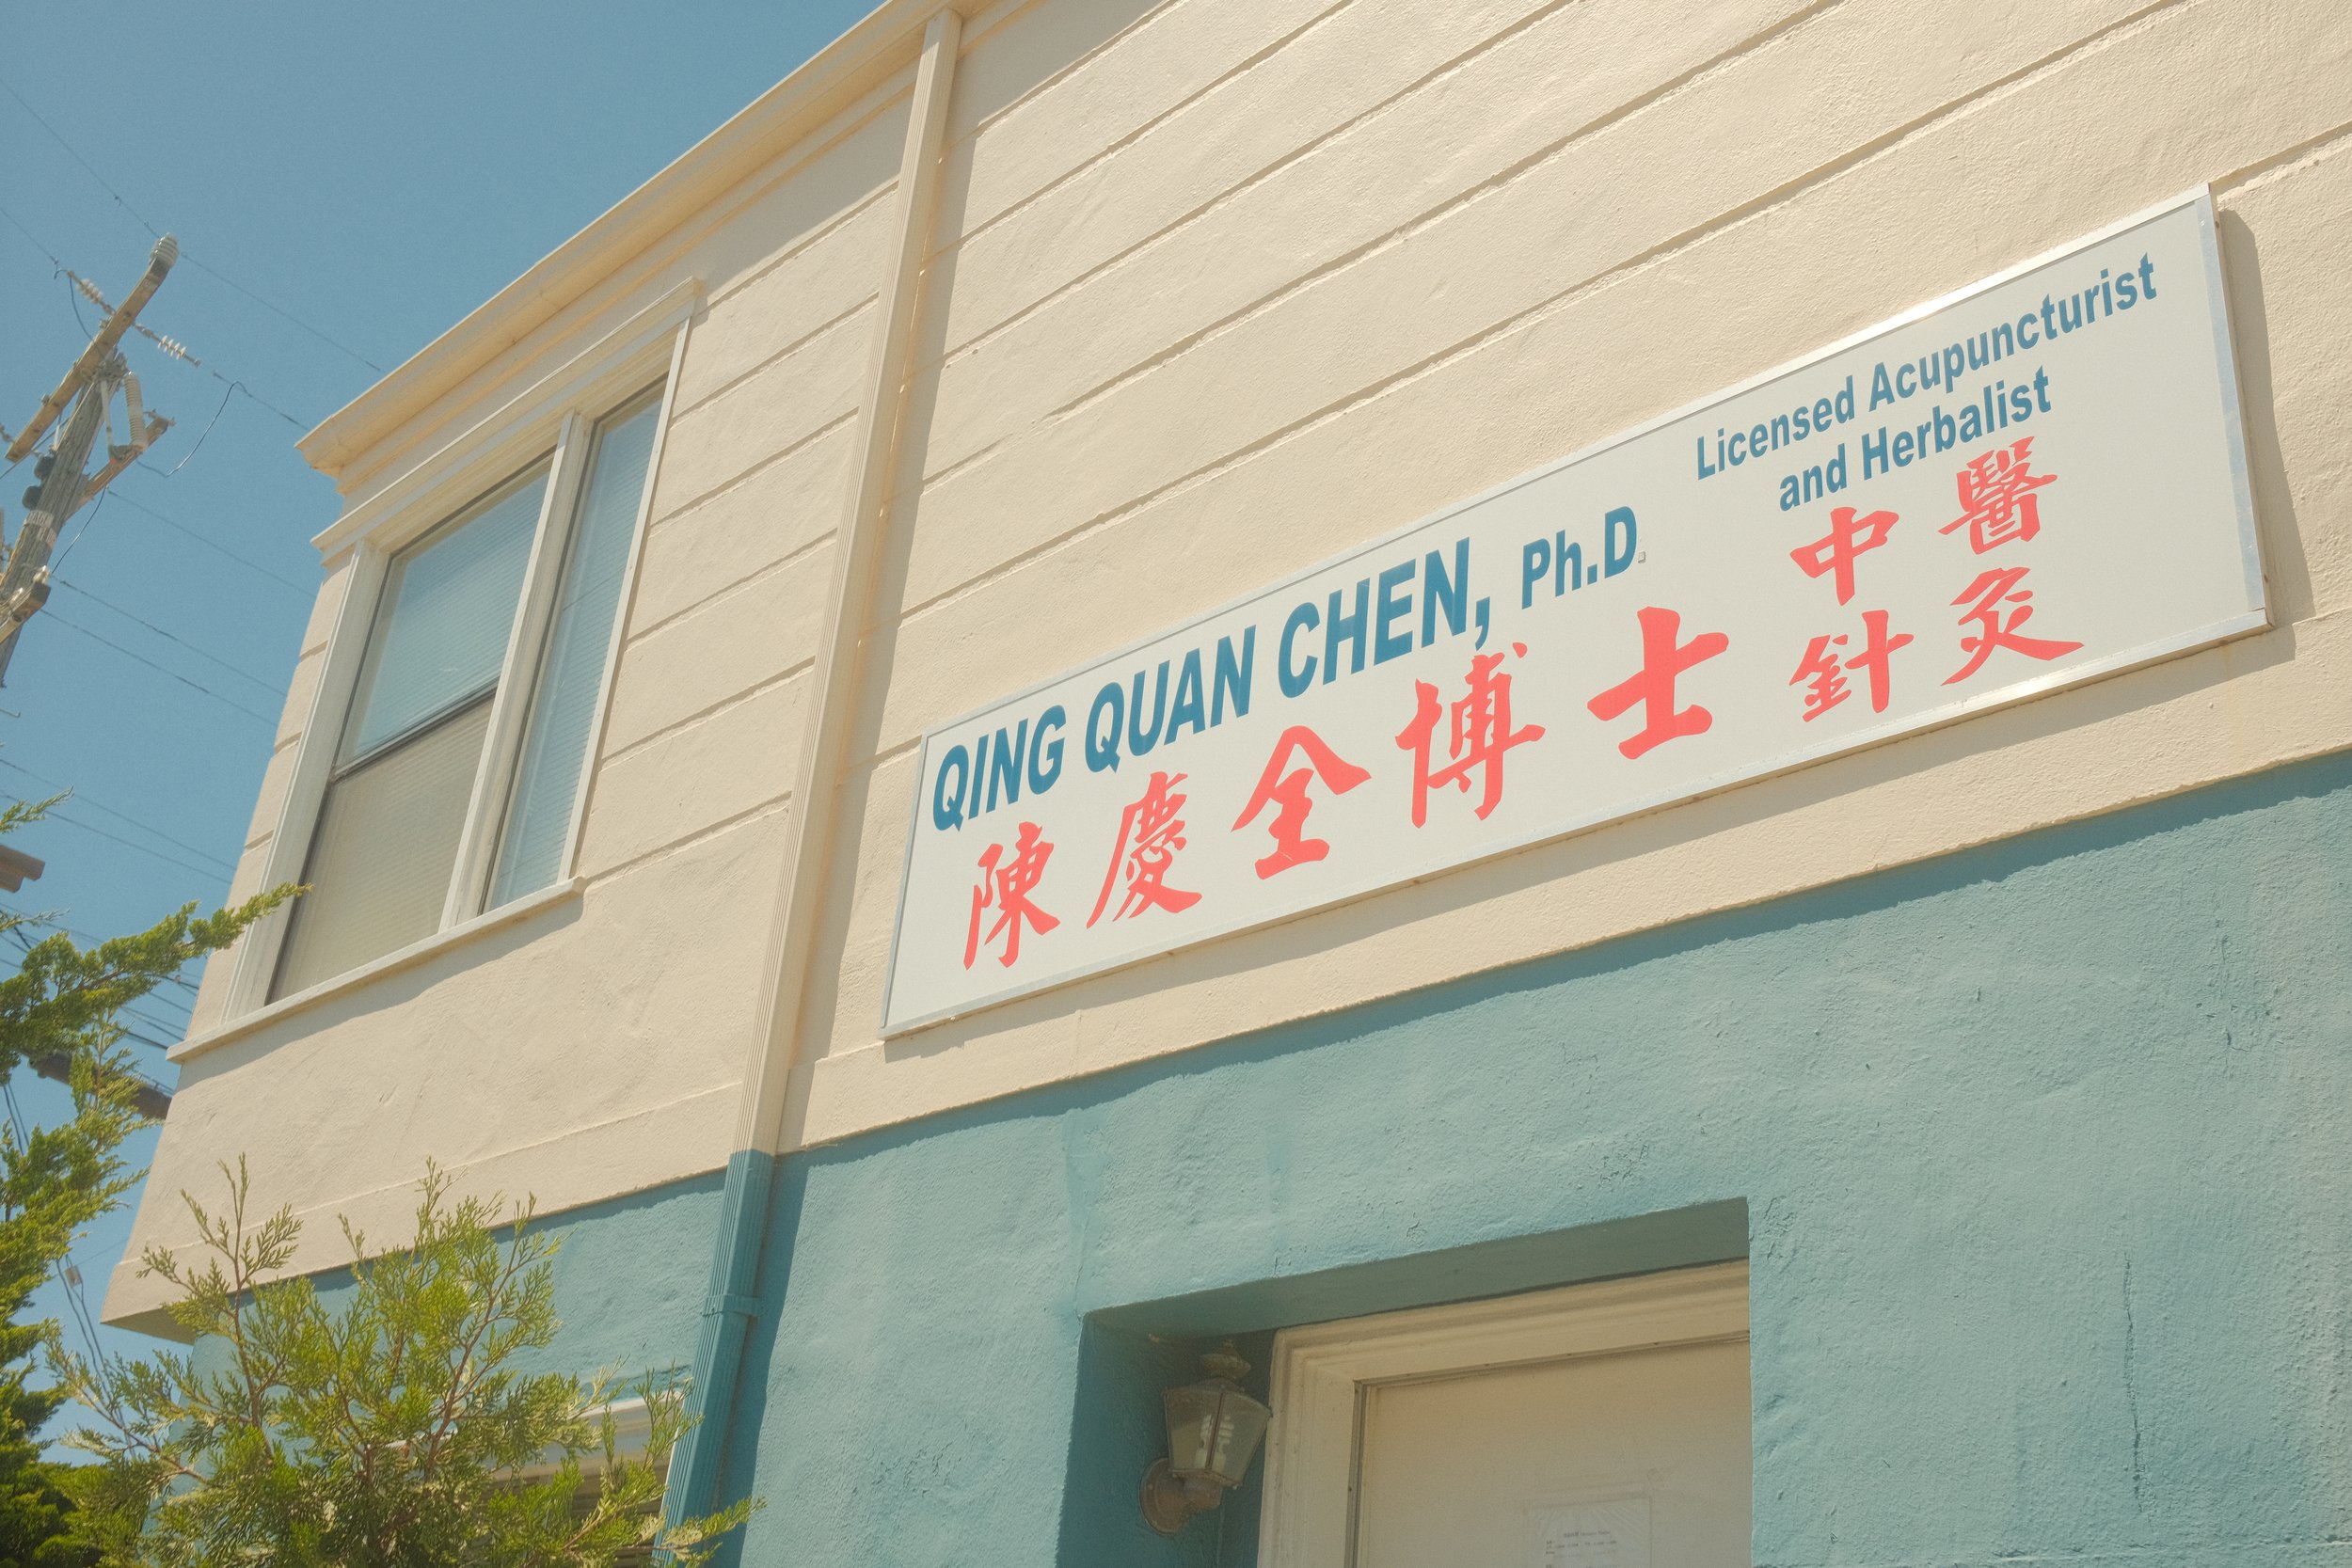 QING QUAN CHEN, Ph.D.
陳慶全博士
Licensed Acupuncturist
and Herbalist
中醫
針灸